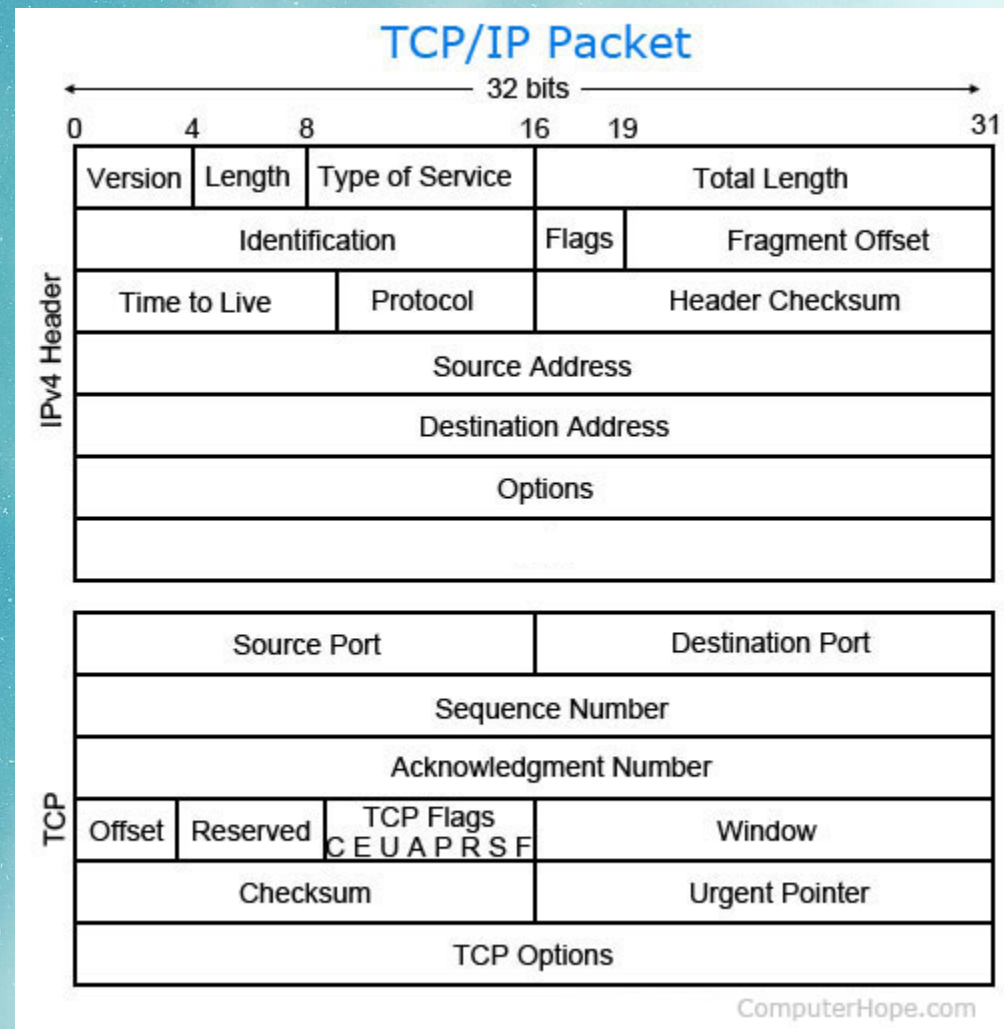 TCP/IP Packet
32 bits
0 4 8 16 19 31
Version Length Type of Service Total Length
Identification Flags Fragment Offset
Time to Live Protocol Header Checksum
Source Address
Destination Address
Options
IPv4 Header
Source Port Destination Port
Sequence Number
Acknowledgment Number
Offset Reserved TCP Flags Window
C E U A P R S F
Checksum Urgent Pointer
TCP Options
TCP
ComputerHope.com